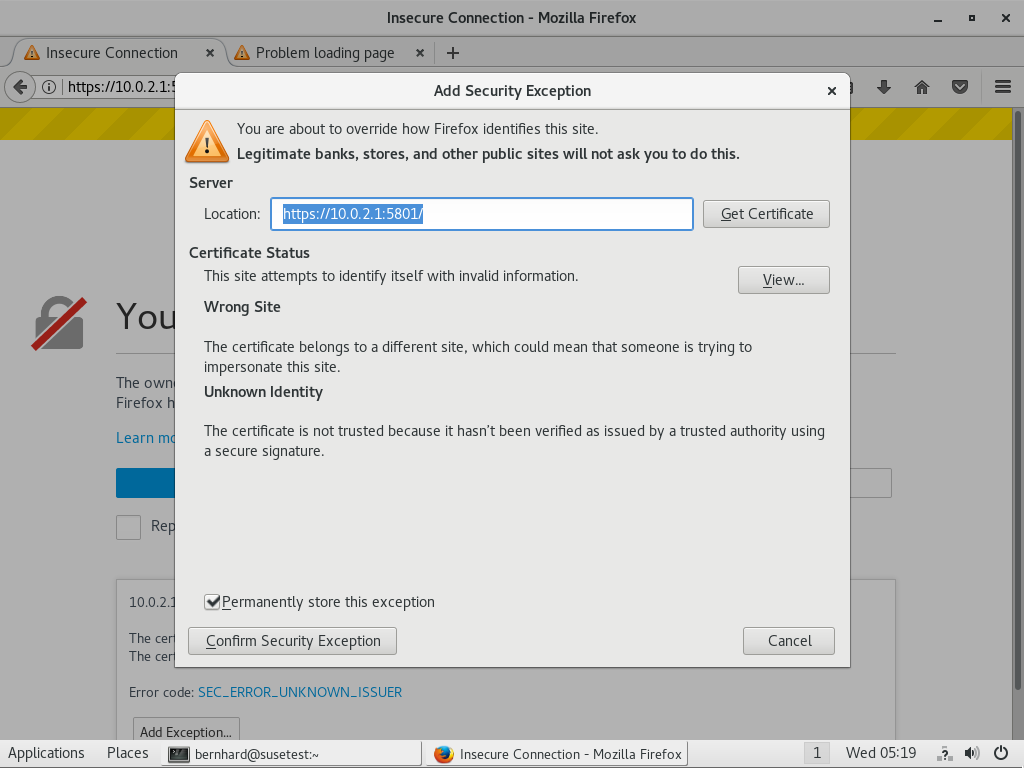 Insecure Connection - Mozilla Firefox
Insecure Connection
Problem loading page
https://10.0.2.1:5
Add Security Exception
You are about to override how Firefox identifies this site.
Legitimate banks, stores, and other public sites will not ask you to do this.
Server
Location: https://10.0.2.1:5801/ Get Certificate
Certificate Status
This site attempts to identify itself with invalid information.
View...
Wrong Site
You
The certificate belongs to a different site, which could mean that someone is trying to
impersonate this site.
The owne
Unknown Identity
Firefox h
The certificate is not trusted because it hasn't been verified as issued by a trusted authority using
Learn mo
a secure signature.
Rep
10.0.2.1
Permanently store this exception
The cert
Confirm Security Exception Cancel
The cert
Error code: SEC_ERROR_UNKNOWN_ISSUER
Add Exception...
Applications Places bernhard@susetest:~ Insecure Connection - Mozilla Firefox 1 Wed 05:19